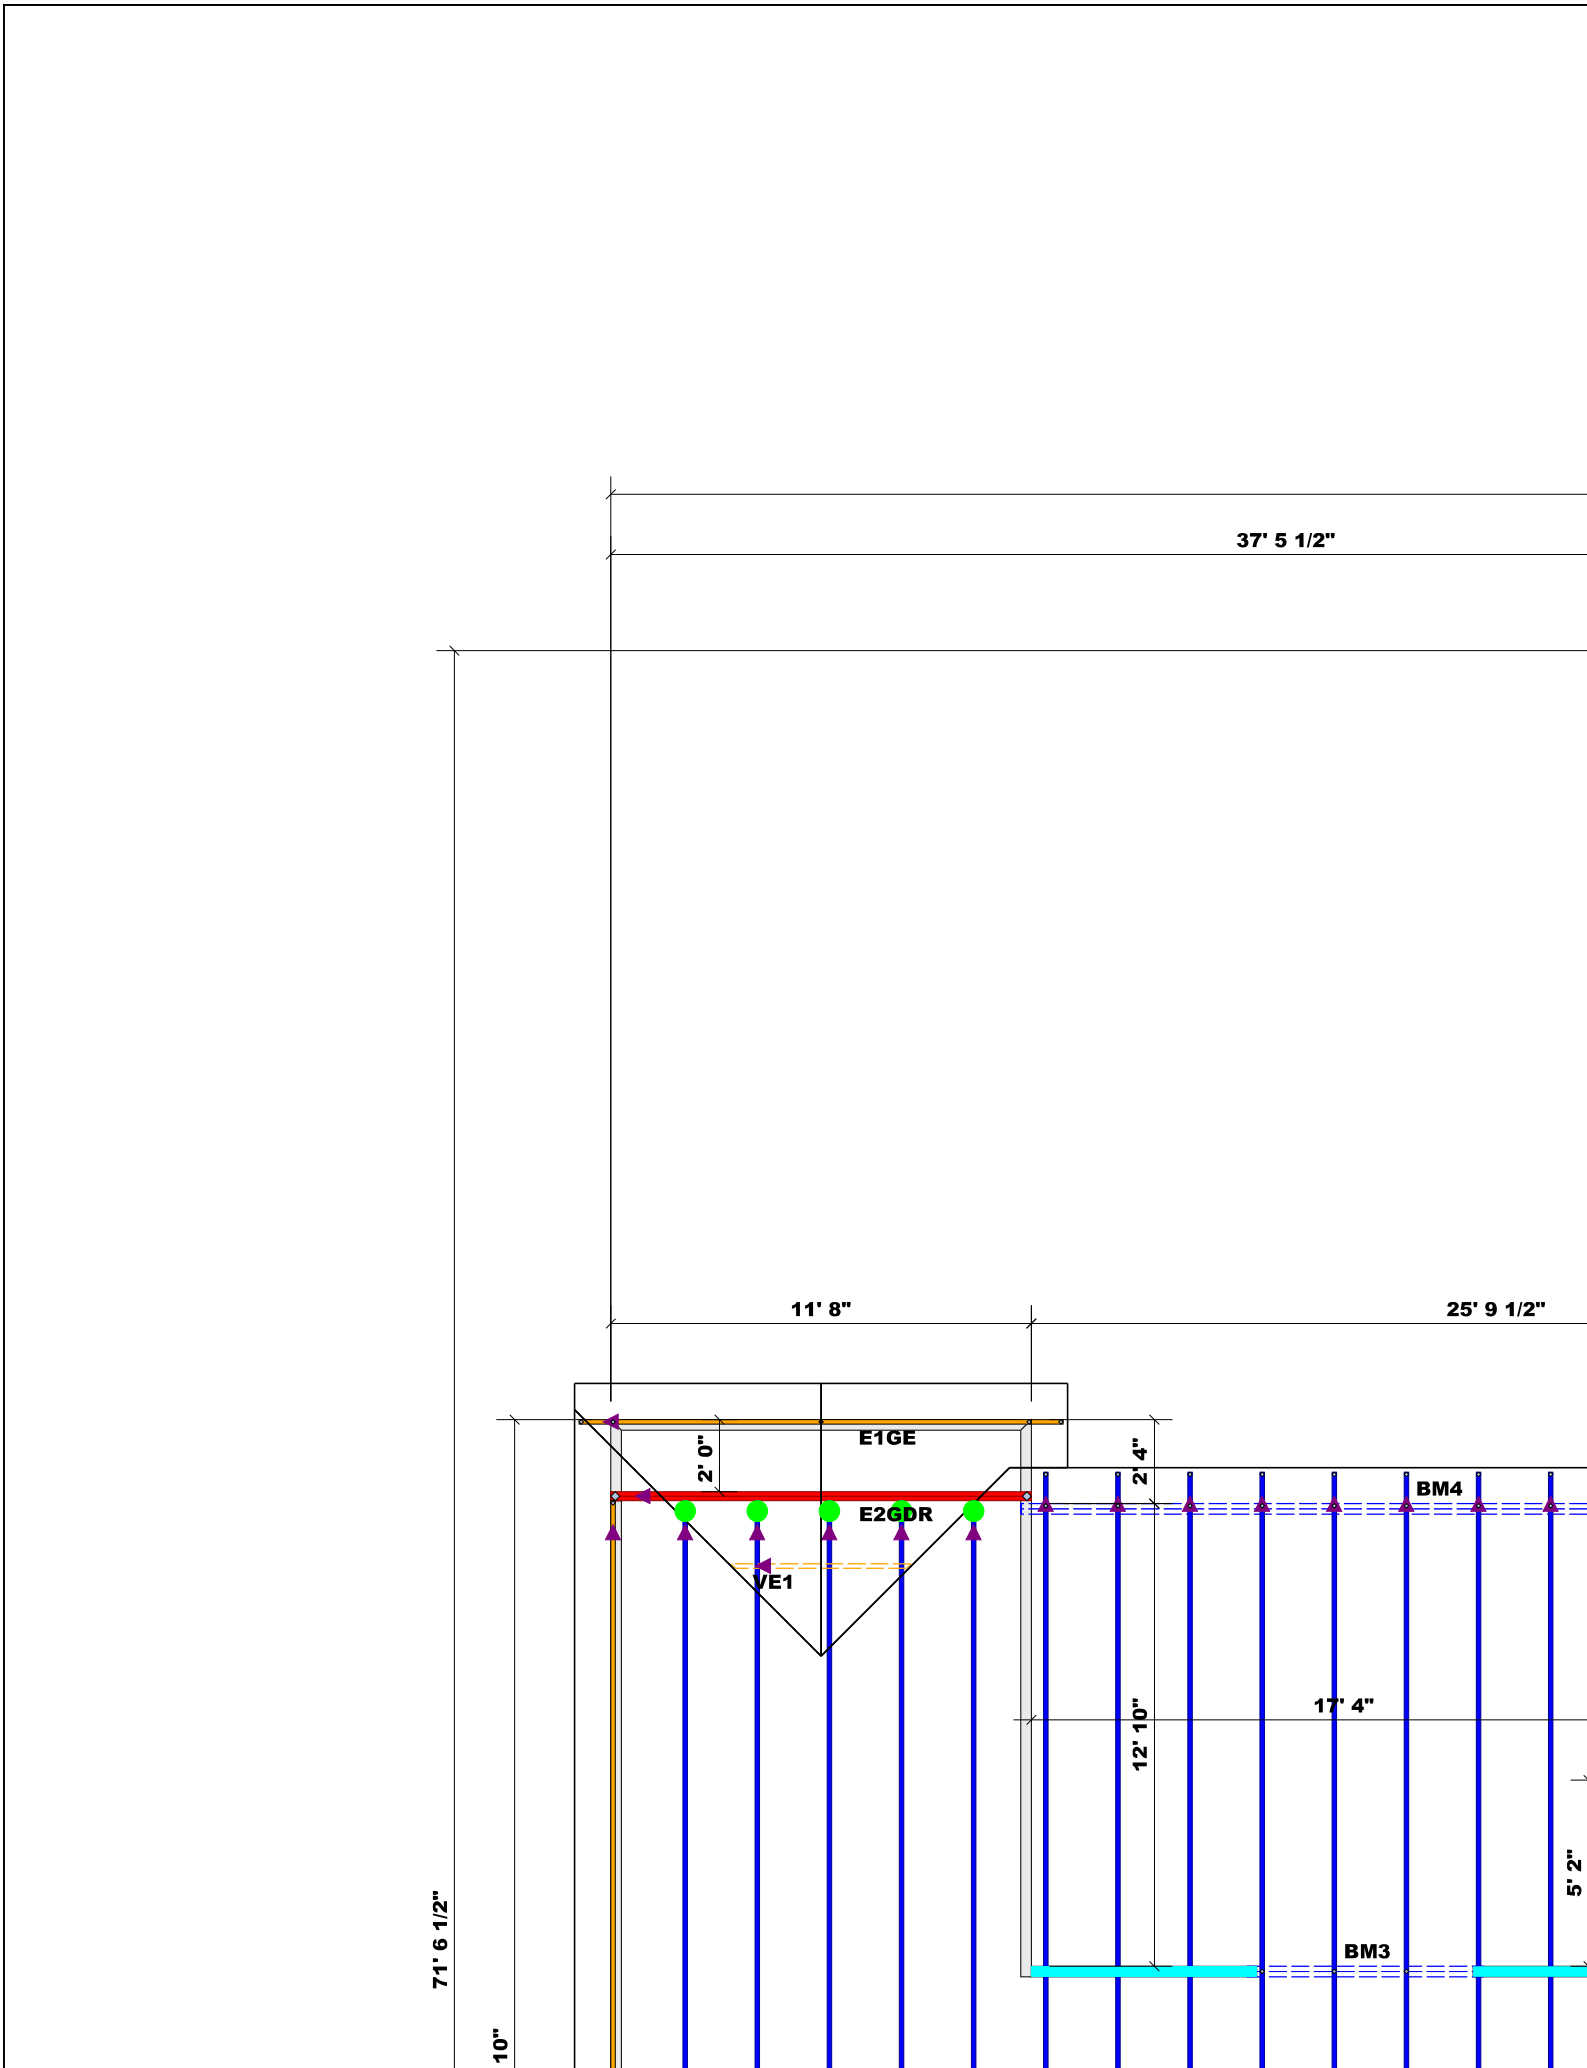 37' 5 1/2"
11' 8"
25' 9 1/2"
E1GE
2' 0"
2' 4"
BM4
E2GDR
VE1
17' 4"
12' 10"
5' 2"
71' 6 1/2"
BM3
10"